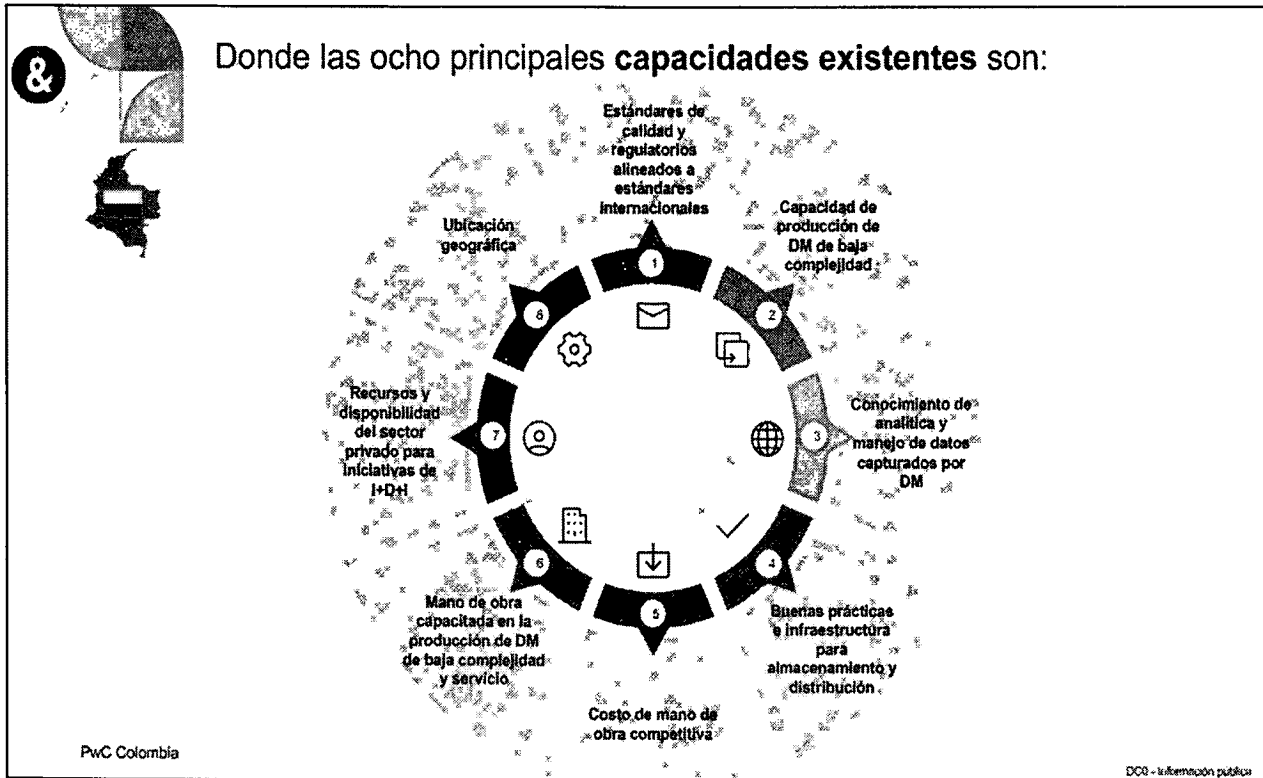 &
Donde las ocho principales capacidades existentes son:
Estándares de
calidad y
regulatorios
alineados a
estándares
internacionales
1
Capacidad de
producción de
DM de baja
complejidad
2
Conocimiento de
analítica y
manejo de datos
capturados por
DM
3
Buenas prácticas
e infraestructura
para
almacenamiento y
distribución
4
Costo de mano de
obra competitiva
5
Mano de obra
capacitada en la
producción de DM
de baja complejidad
y servicio
6
Recursos y
disponibilidad
del sector
privado para
iniciativas de
I+D+I
7
Ubicación
geográfica
8
PwC Colombia
DC0 - Información pública